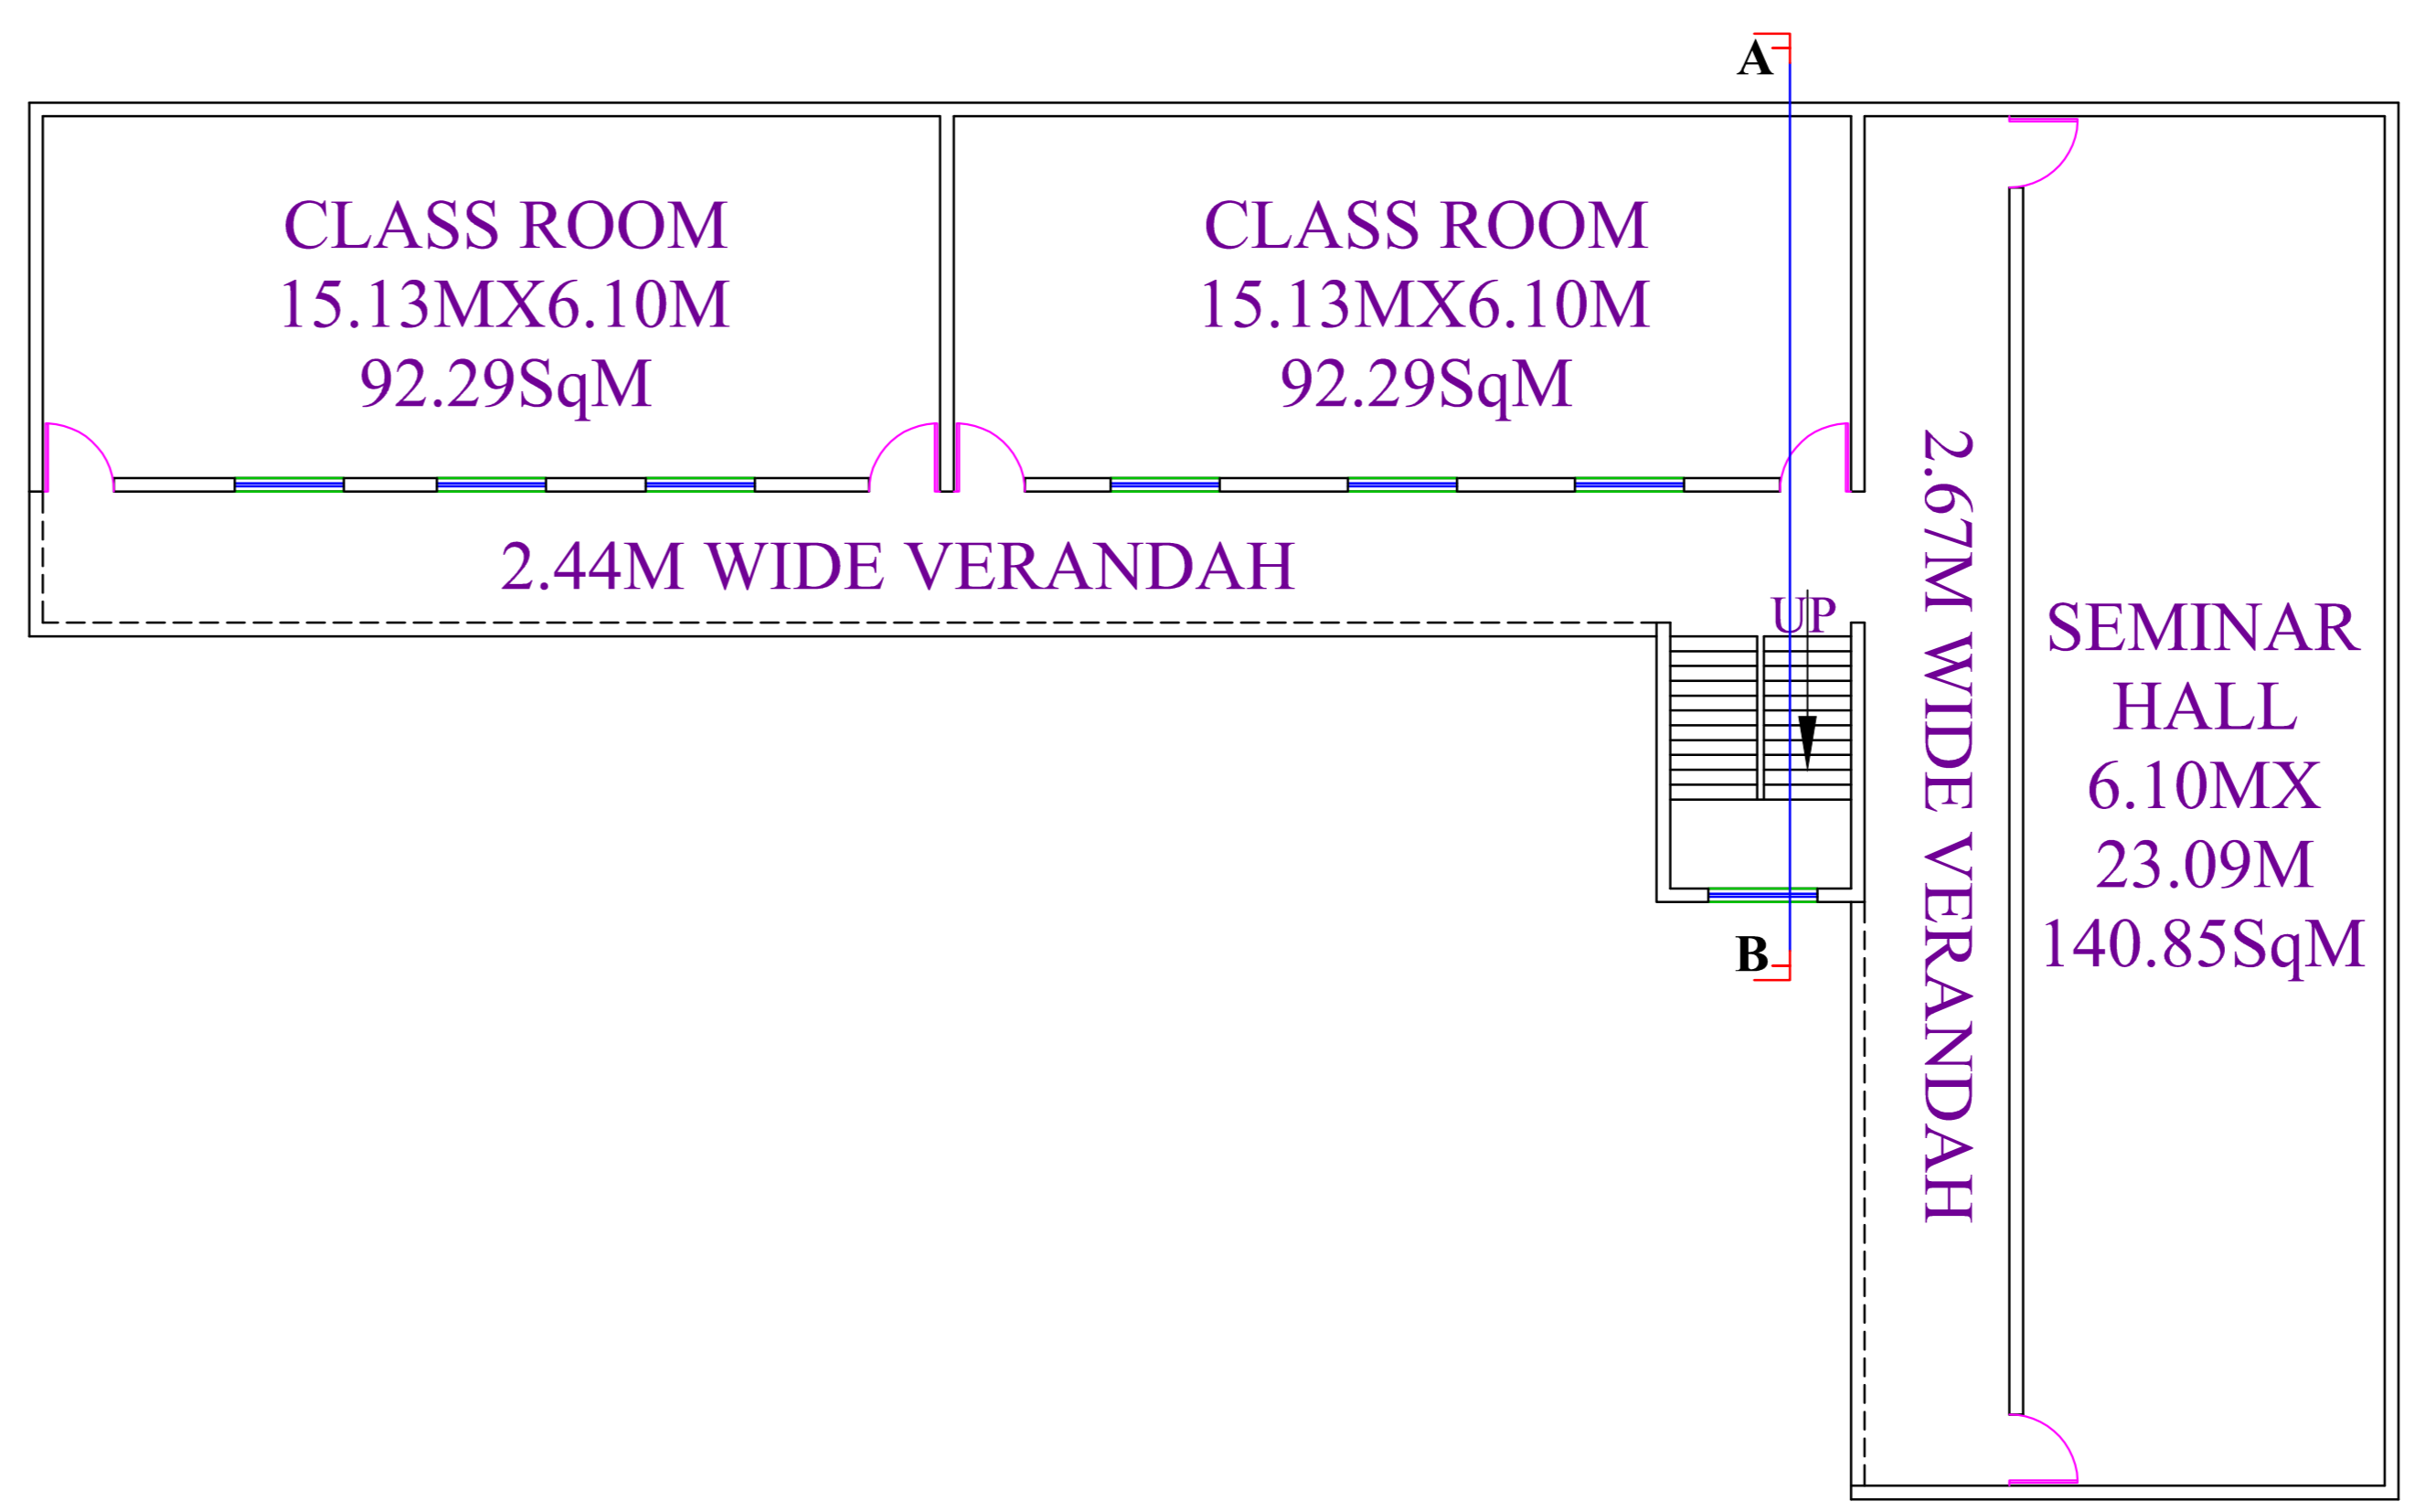 A
CLASS ROOM
15.13MX6.10M
92.29SqM
CLASS ROOM
15.13MX6.10M
92.29SqM
2.44M WIDE VERANDAH
UP
2.67M WIDE VERANDAH
SEMINAR
HALL
6.10MX
23.09M
140.85SqM
B